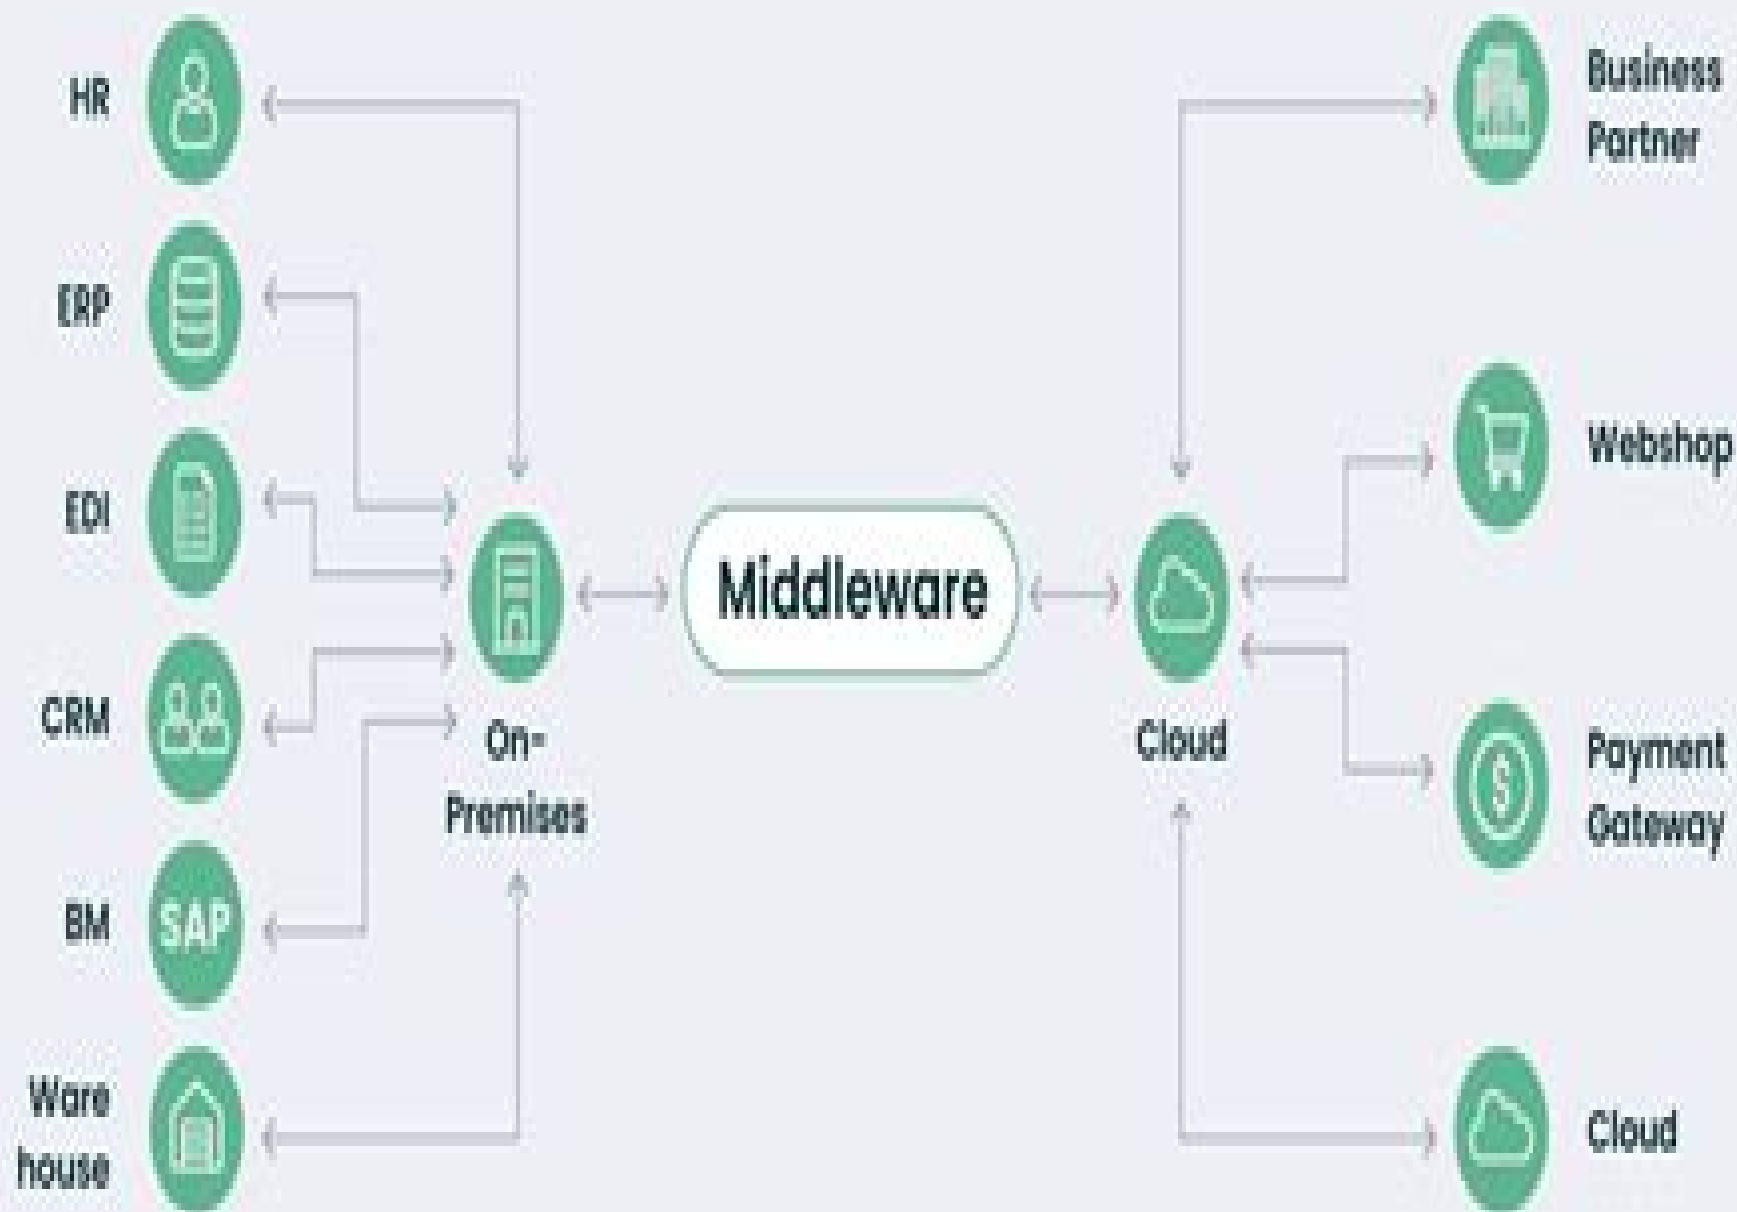 HR
ERP
EDI
CRM
BM
SAP
Ware
house
On-
Premises
Middleware
Cloud
Business
Partner
Webshop
Payment
Gateway
$
Cloud